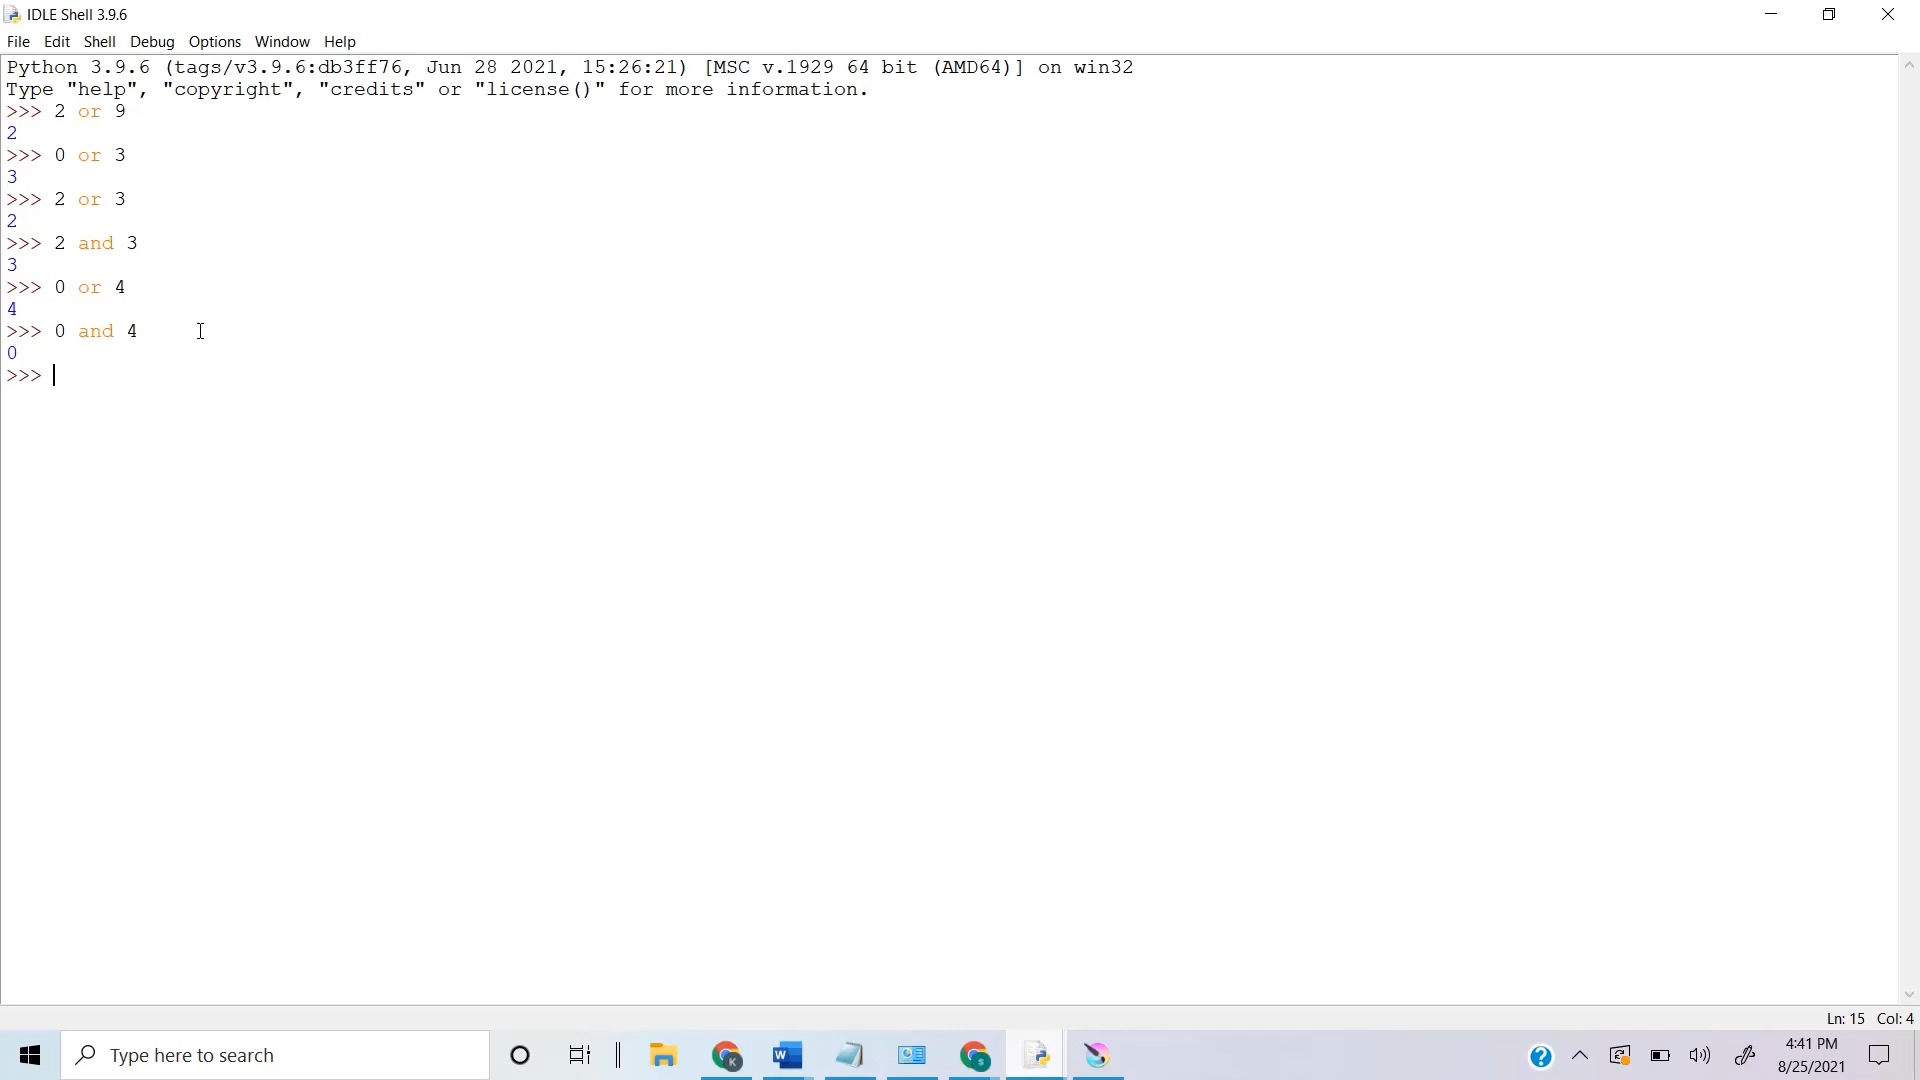 IDLE Shell 3.9.6
File Edit Shell Debug Options Window Help
Python 3.9.6 (tags/v3.9.6:db3ff76, Jun 28 2021, 15:26:21) [MSC v.1929 64 bit (AMD64)] on win32
Type "help", "copyright", "credits" or "license()" for more information.
>>> 2 or 9
2
>>> 0 or 3
3
>>> 2 or 3
2
>>> 2 and 3
3
>>> 0 or 4
4
>>> 0 and 4
0
>>>
Ln: 15 Col: 4
Type here to search
4:41 PM
8/25/2021